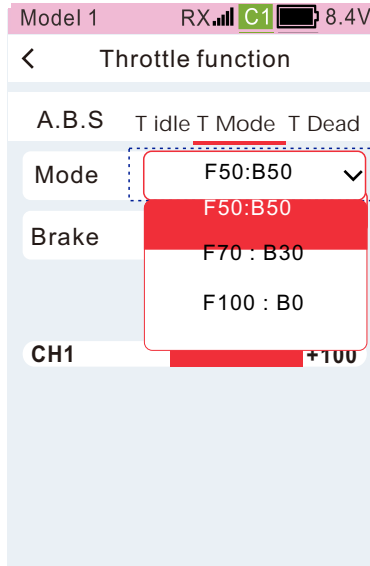 Model 1 RX C1 8.4V
Throttle function
A.B.S T idle T Mode T Dead
Mode F50:B50
F50:B50
Brake
F70 : B30
F100 : B0
CH1 +100